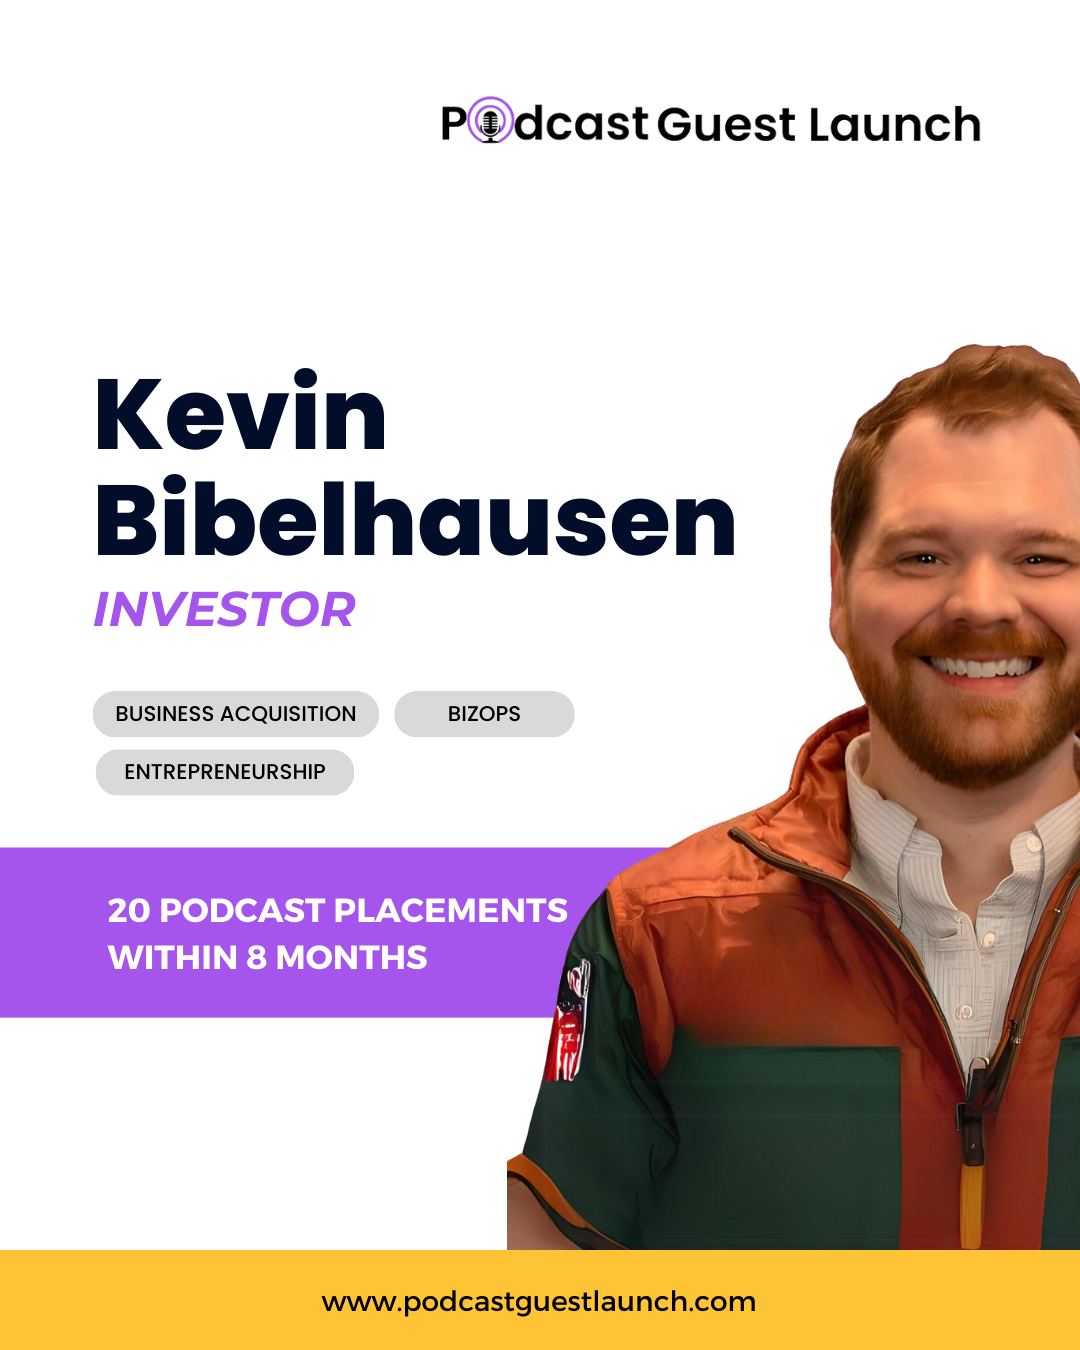 Podcast Guest Launch
Kevin
Bibelhausen
INVESTOR
BUSINESS ACQUISITION
BIZOPS
ENTREPRENEURSHIP
20 PODCAST PLACEMENTS
WITHIN 8 MONTHS
www.podcastguestlaunch.com